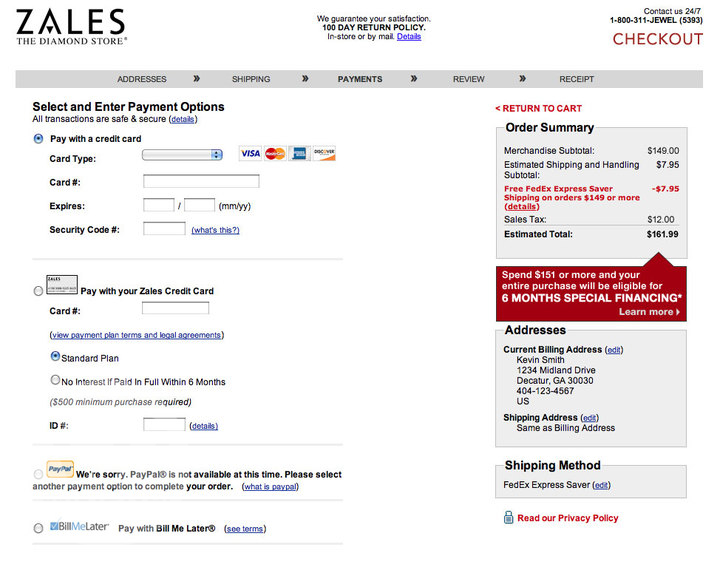 ZALES
THE DIAMOND STORE®
We guarantee your satisfaction.
100 DAY RETURN POLICY.
In-store or by mail. Details
Contact us 24/7
1-800-311-JEWEL (5393)
CHECKOUT
ADDRESSES » SHIPPING » PAYMENTS » REVIEW » RECEIPT
Select and Enter Payment Options
All transactions are safe & secure (details)
Pay with a credit card
Card Type:
VISA MasterCard DISCOVER
Card #:
Expires: / (mm/yy)
Security Code #: (what's this?)
ZALES
Pay with your Zales Credit Card
Card #:
(view payment plan terms and legal agreements)
Standard Plan
No Interest If Paid In Full Within 6 Months
($500 minimum purchase required)
ID #: (details)
PayPal We're sorry. PayPal® is not available at this time. Please select
another payment option to complete your order. (what is paypal)
BillMeLater® Pay with Bill Me Later® (see terms)
< RETURN TO CART
Order Summary
Merchandise Subtotal: $149.00
Estimated Shipping and Handling $7.95
Subtotal:
Free FedEx Express Saver -$7.95
Shipping on orders $149 or more
(details)
Sales Tax: $12.00
Estimated Total: $161.99
Spend $151 or more and your
entire purchase will be eligible for
6 MONTHS SPECIAL FINANCING*
Learn more
Addresses
Current Billing Address (edit)
Kevin Smith
1234 Midland Drive
Decatur, GA 30030
404-123-4567
US
Shipping Address (edit)
Same as Billing Address
Shipping Method
FedEx Express Saver (edit)
Read our Privacy Policy